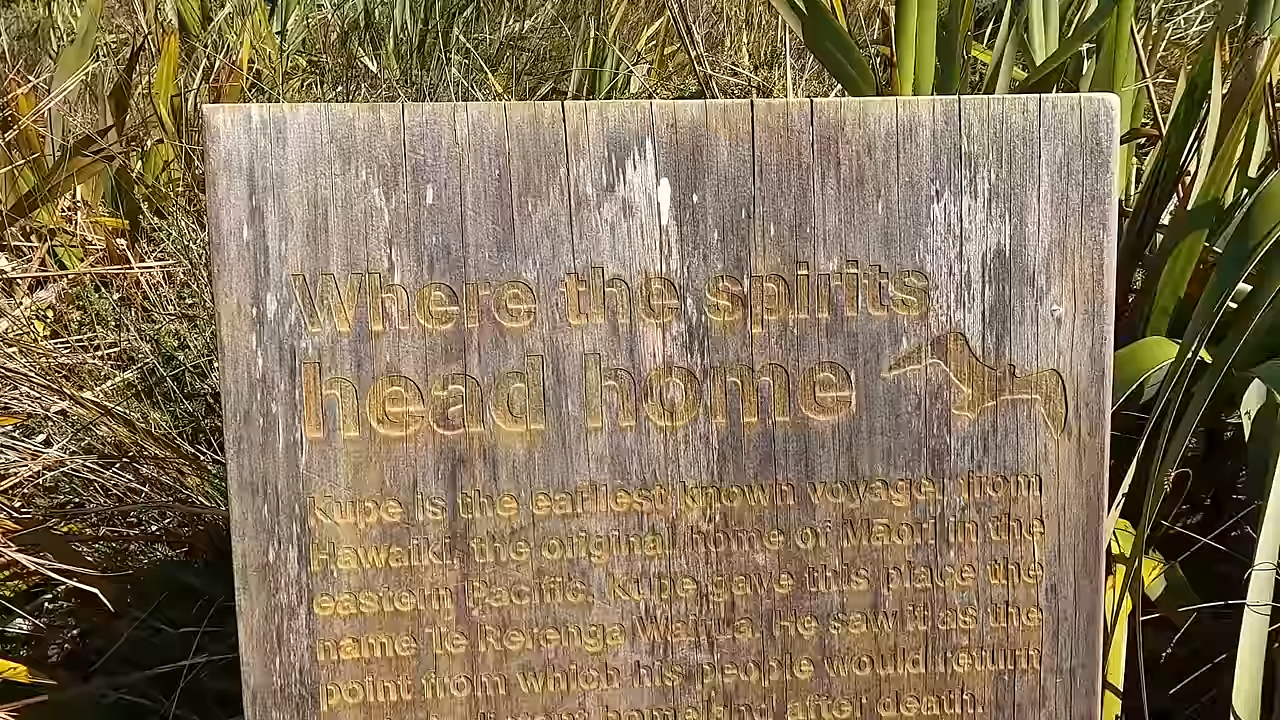 Where the spirits
head home
Kupe is the earliest known voyager from
Hawaiki, the original home of Māori in the
eastern Pacific. Kupe gave this place the
name Te Rerenga Wairua. He saw it as the
point from which his people would return
homeland after death.